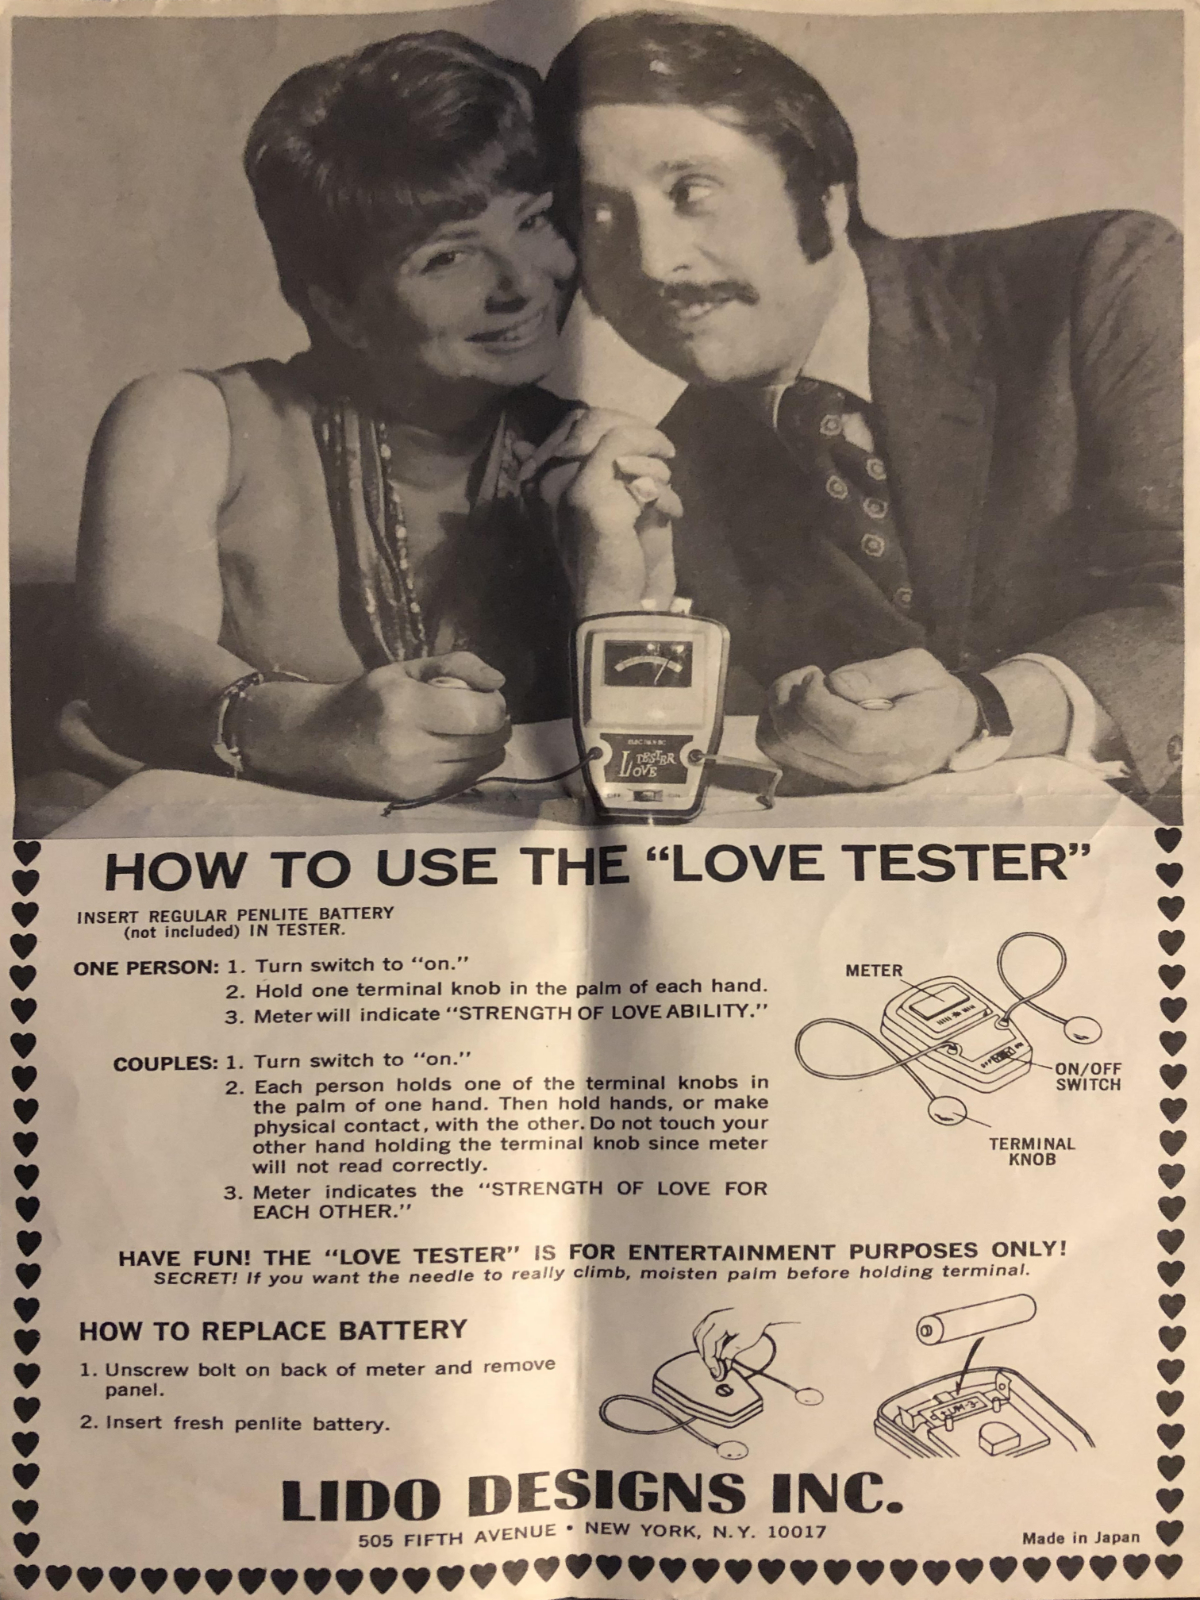 ELECTRONIC
LOVE TESTER
HOW TO USE THE “LOVE TESTER”
INSERT REGULAR PENLITE BATTERY
(not included) IN TESTER.
ONE PERSON: 1. Turn switch to “on.”
2. Hold one terminal knob in the palm of each hand.
3. Meter will indicate “STRENGTH OF LOVE ABILITY.”
COUPLES: 1. Turn switch to “on.”
2. Each person holds one of the terminal knobs in
the palm of one hand. Then hold hands, or make
physical contact, with the other. Do not touch your
other hand holding the terminal knob since meter
will not read correctly.
3. Meter indicates the “STRENGTH OF LOVE FOR
EACH OTHER.”
METER
ON/OFF
SWITCH
TERMINAL
KNOB
HAVE FUN! THE “LOVE TESTER” IS FOR ENTERTAINMENT PURPOSES ONLY!
SECRET! If you want the needle to really climb, moisten palm before holding terminal.
HOW TO REPLACE BATTERY
1. Unscrew bolt on back of meter and remove
panel.
2. Insert fresh penlite battery.
UM-3
LIDO DESIGNS INC.
505 FIFTH AVENUE • NEW YORK, N.Y. 10017
Made in Japan